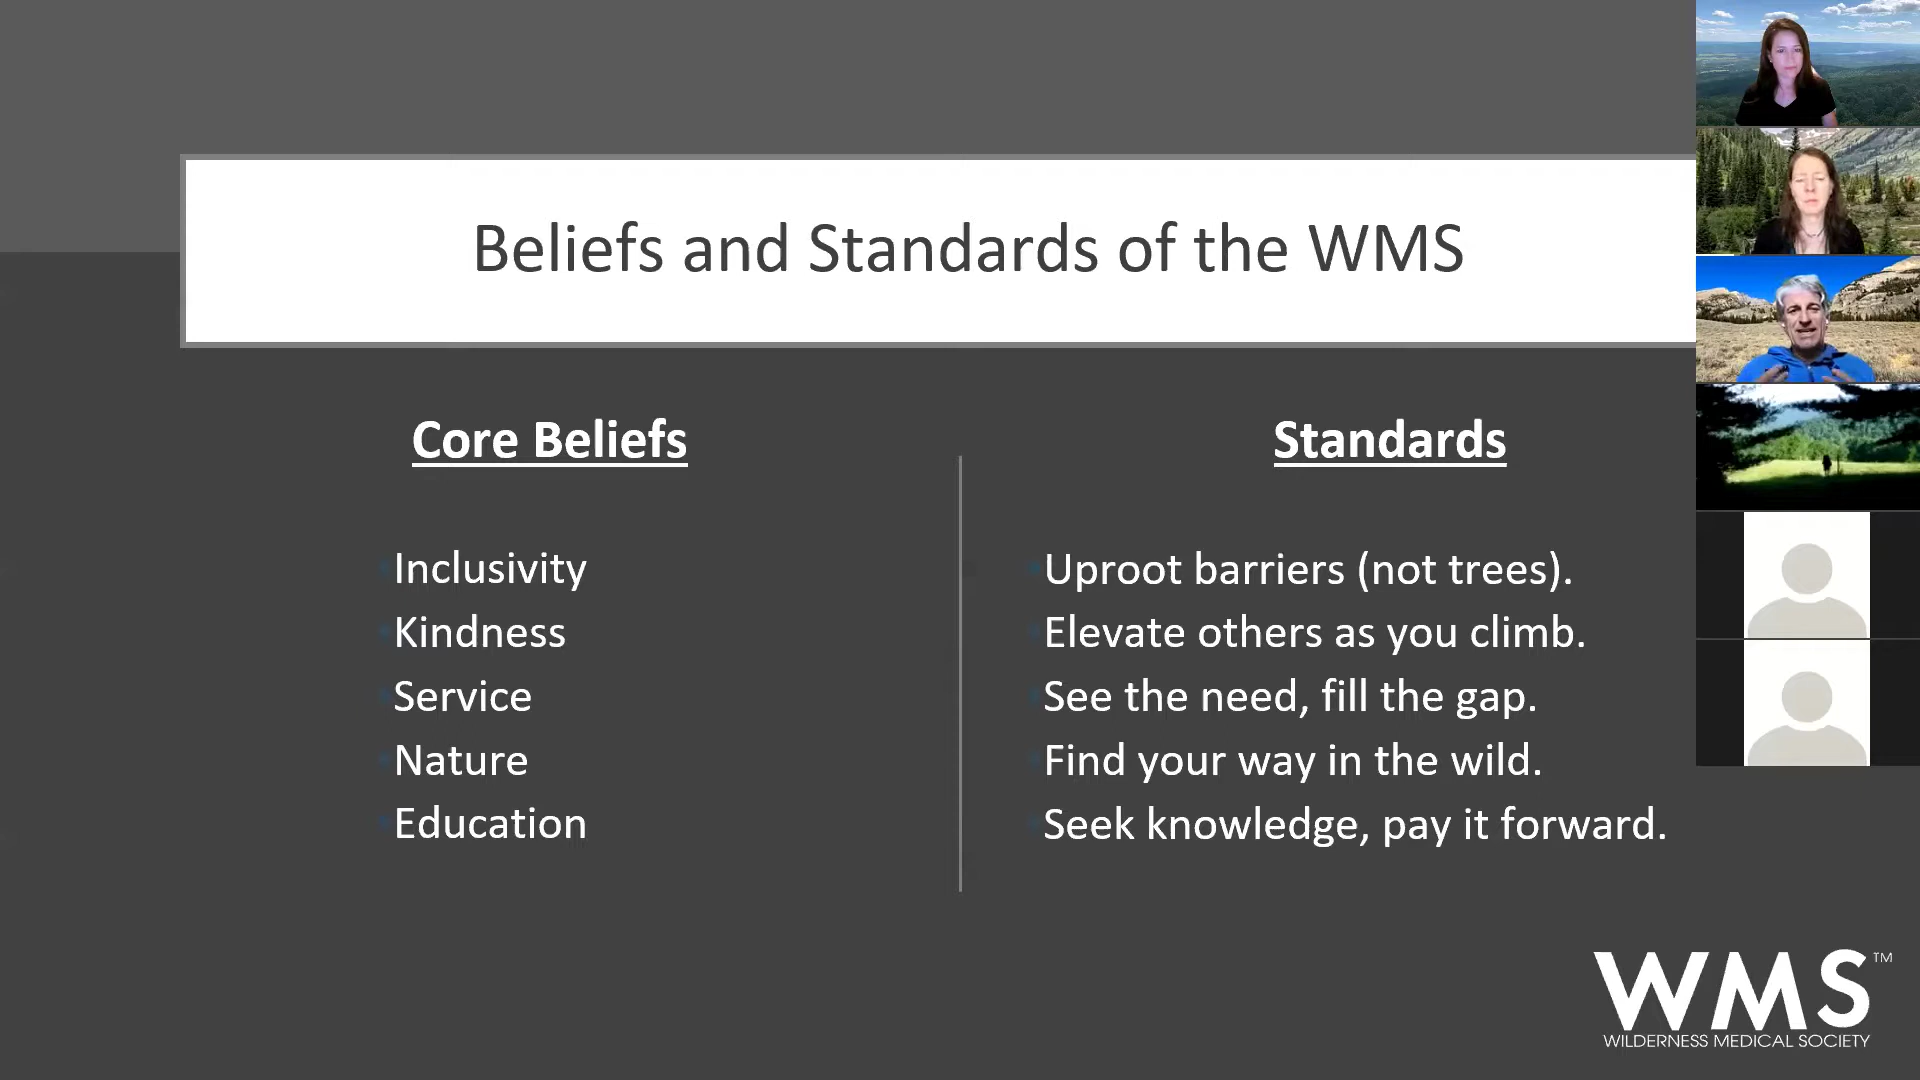 Beliefs and Standards of the WMS
Core Beliefs
Inclusivity
Kindness
Service
Nature
Education
Standards
Uproot barriers (not trees).
Elevate others as you climb.
See the need, fill the gap.
Find your way in the wild.
Seek knowledge, pay it forward.
WMS™
WILDERNESS MEDICAL SOCIETY